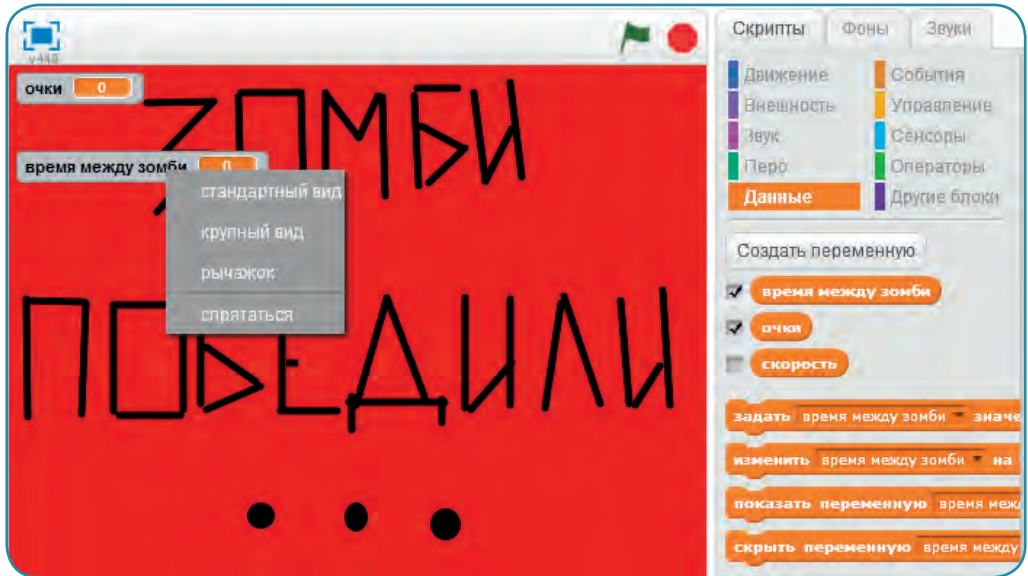 v448
очки 0
ЗОМБИ
время между зомби 0
стандартный вид
крупный вид
рычажок
спрятаться
ПОБЕДИЛИ
...
Скрипты Фоны Звуки
Движение События
Внешность Управление
Звук Сенсоры
Перо Операторы
Данные Другие блоки
Создать переменную
время между зомби
очки
скорость
задать время между зомби значе
изменить время между зомби на
показать переменную время меж
скрыть переменную время между